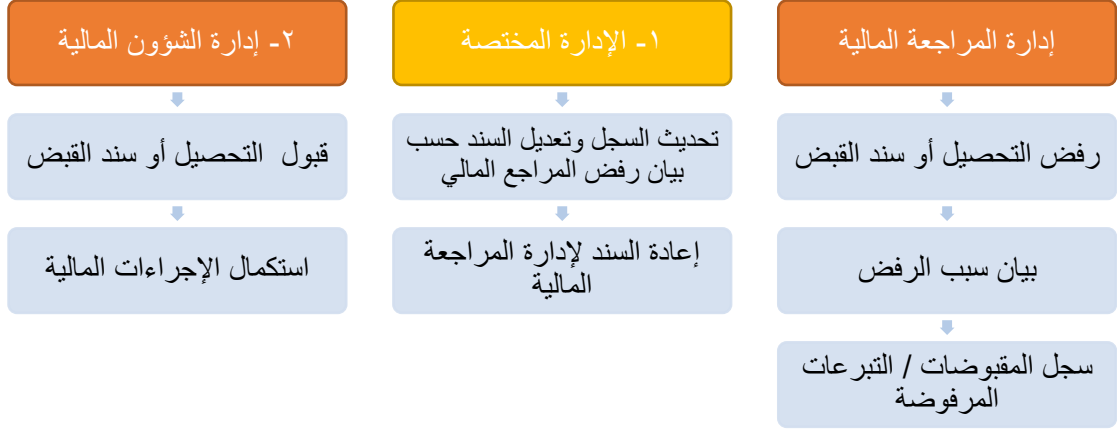 إدارة المراجعة المالية
رفض التحصيل أو سند القبض
بيان سبب الرفض
سجل المقبوضات / التبرعات
المرفوضة
١- الإدارة المختصة
تحديث السجل وتعديل السند حسب
بيان رفض المراجع المالي
إعادة السند لإدارة المراجعة
المالية
٢- إدارة الشؤون المالية
قبول التحصيل أو سند القبض
استكمال الإجراءات المالية